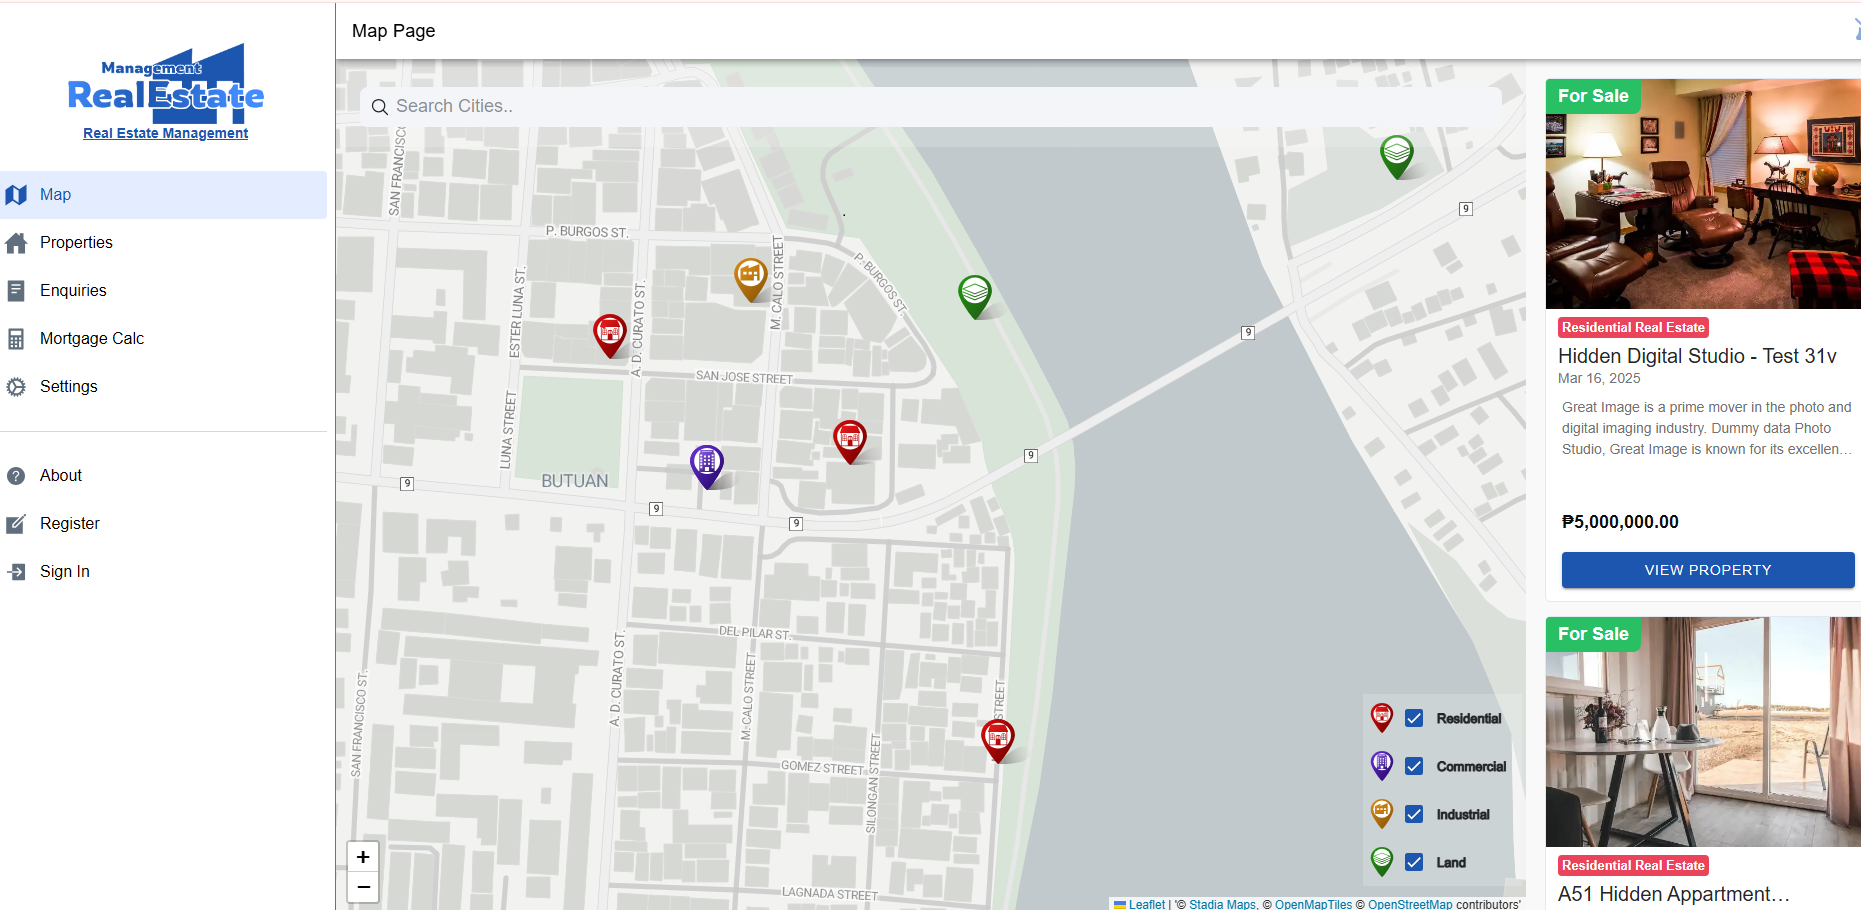 Management
RealEstate
Real Estate Management
Map
Properties
Enquiries
Mortgage Calc
Settings
About
Register
Sign In
Map Page
Search Cities..
SAN FRANCISCO
P. BURGOS ST.
M. CALO STREET
P. BURGOS ST.
ESTER LUNA ST.
A. D. CURATO ST.
SAN JOSE STREET
LUNA STREET
BUTUAN
9
9
9
9
9
9
DEL PILAR ST.
A. D. CURATO ST.
M. CALO STREET
SAN FRANCISCO ST.
GOMEZ STREET
SILONGAN STREET
STREET
LAGNADA STREET
+
−
Residential
Commercial
Industrial
Land
Leaflet | '© Stadia Maps, © OpenMapTiles © OpenStreetMap contributors'
For Sale
Residential Real Estate
Hidden Digital Studio - Test 31v
Mar 16, 2025
Great Image is a prime mover in the photo and
digital imaging industry. Dummy data Photo
Studio, Great Image is known for its excellen…
₱5,000,000.00
VIEW PROPERTY
For Sale
Residential Real Estate
A51 Hidden Appartment…